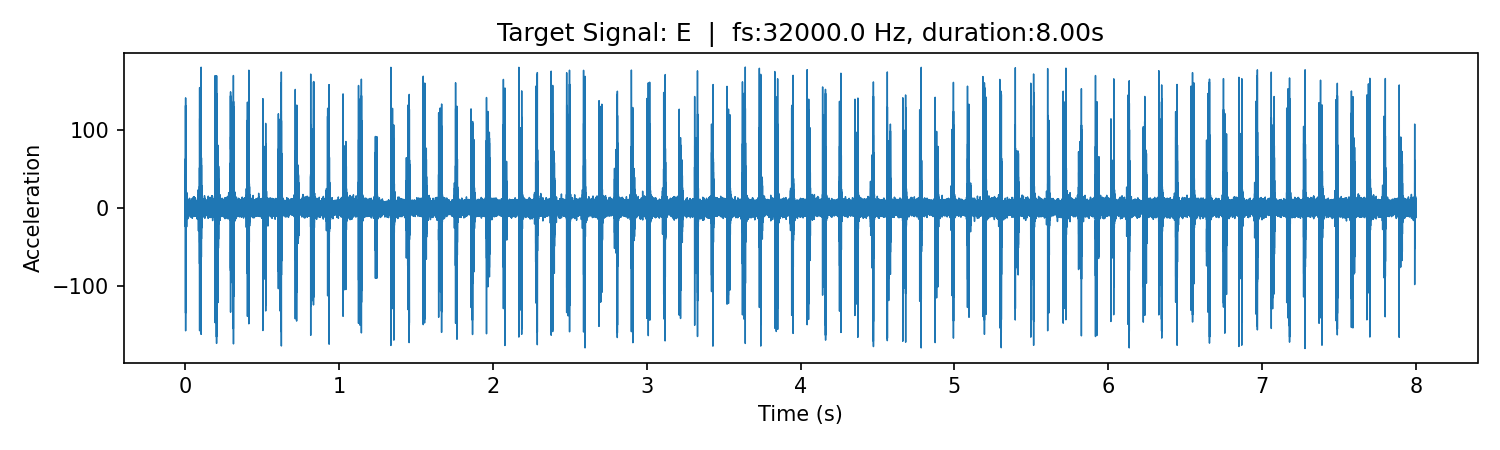 Target Signal: E | fs:32000.0 Hz, duration:8.00s
Acceleration
100
0
−100
0 1 2 3 4 5 6 7 8
Time (s)